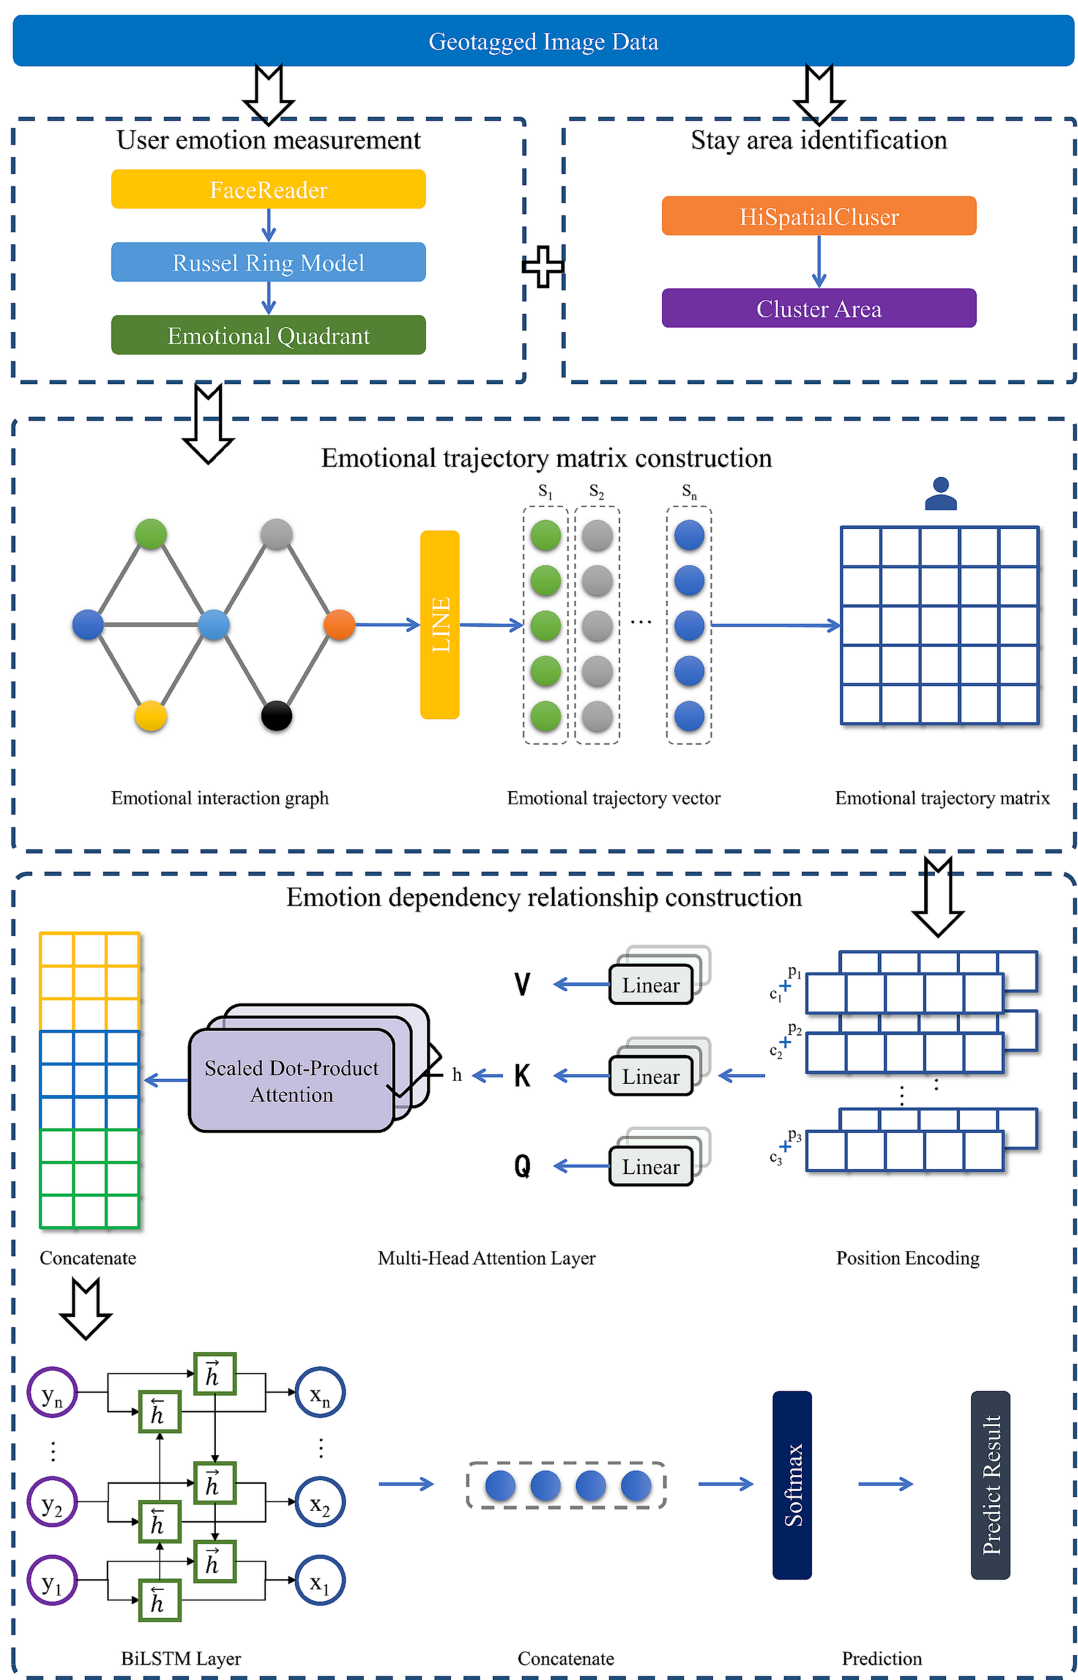 Geotagged Image Data
User emotion measurement
FaceReader
Russel Ring Model
Emotional Quadrant
Stay area identification
HiSpatialCluser
Cluster Area
Emotional trajectory matrix construction
S1
S2
Sn
LINE
...
Emotional interaction graph
Emotional trajectory vector
Emotional trajectory matrix
Emotion dependency relationship construction
V
Linear
p1
c1+
K
Linear
p2
c2+
Scaled Dot-Product
Attention
h
Q
Linear
p3
c3+
Concatenate
Multi-Head Attention Layer
Position Encoding
yn
h
h
xn
y2
h
h
x2
y1
h
h
x1
Softmax
Predict Result
BiLSTM Layer
Concatenate
Prediction